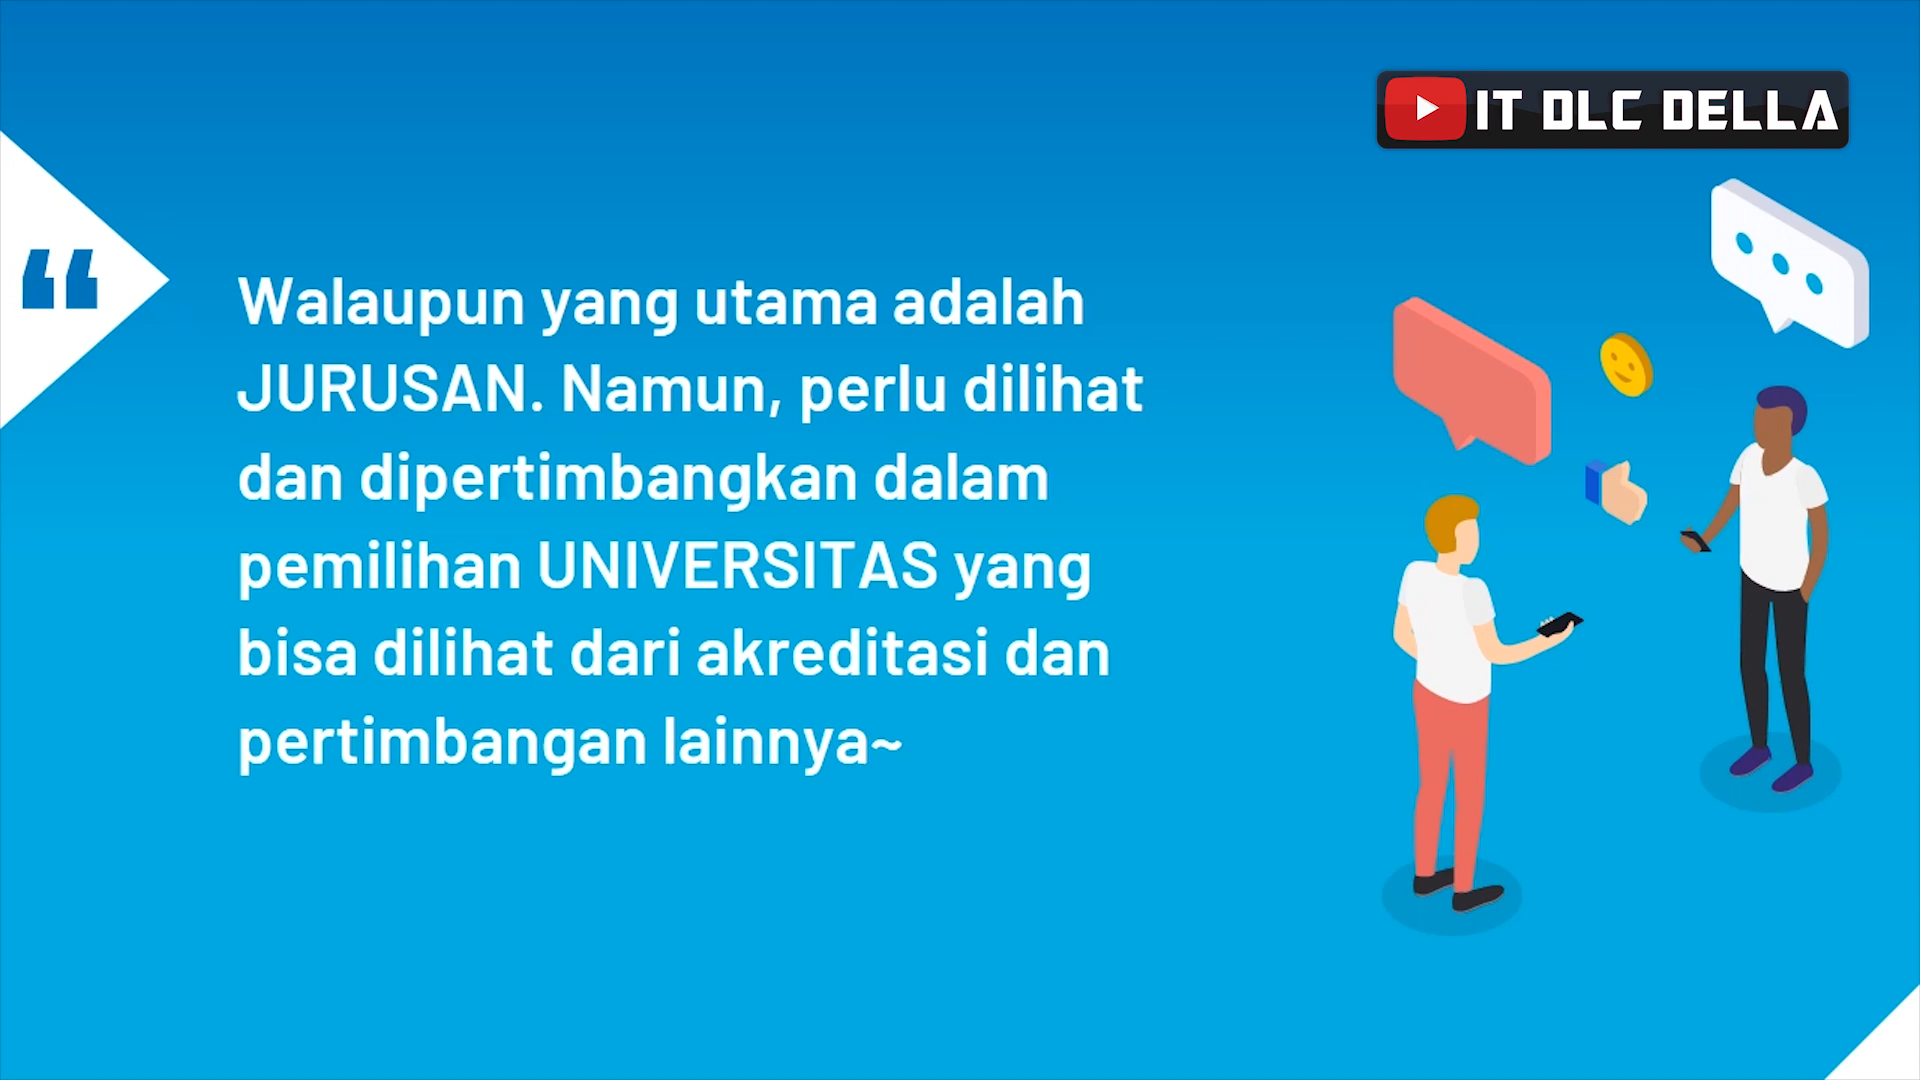 IT DLC DELLA
“
Walaupun yang utama adalah
JURUSAN. Namun, perlu dilihat
dan dipertimbangkan dalam
pemilihan UNIVERSITAS yang
bisa dilihat dari akreditasi dan
pertimbangan lainnya~